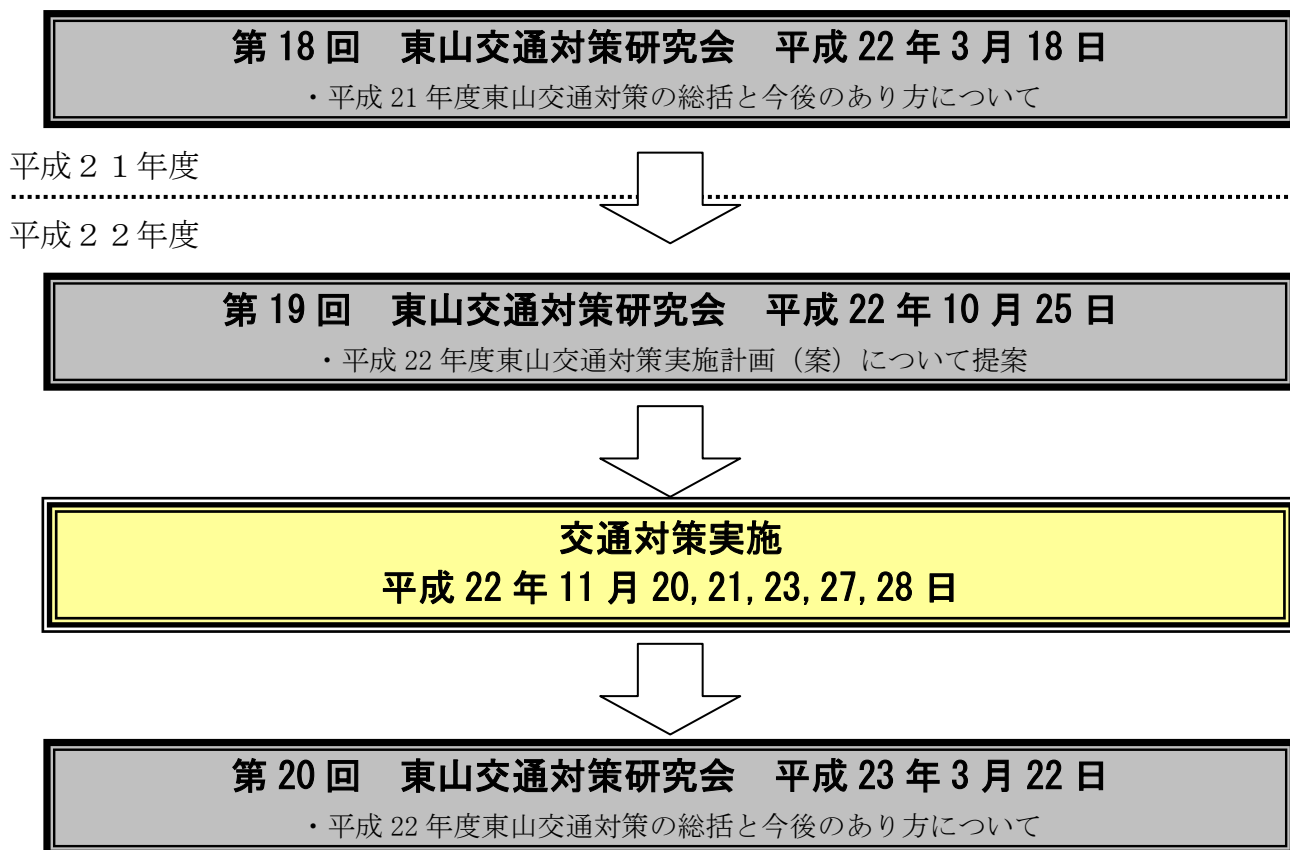 第 18 回　東山交通対策研究会　平成 22 年 3 月 18 日
・平成 21 年度東山交通対策の総括と今後のあり方について
平成２１年度
平成２２年度
第 19 回　東山交通対策研究会　平成 22 年 10 月 25 日
・平成 22 年度東山交通対策実施計画（案）について提案
交通対策実施
平成 22 年 11 月 20, 21, 23, 27, 28 日
第 20 回　東山交通対策研究会　平成 23 年 3 月 22 日
・平成 22 年度東山交通対策の総括と今後のあり方について